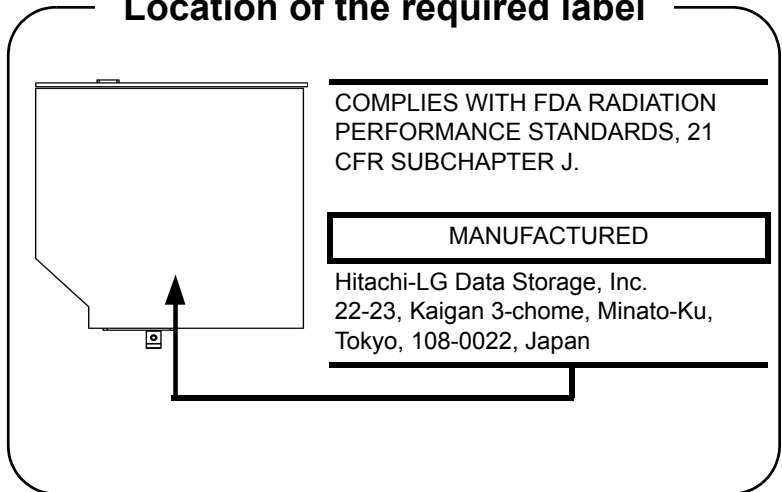 Location of the required label
COMPLIES WITH FDA RADIATION
PERFORMANCE STANDARDS, 21
CFR SUBCHAPTER J.
MANUFACTURED
Hitachi-LG Data Storage, Inc.
22-23, Kaigan 3-chome, Minato-Ku,
Tokyo, 108-0022, Japan